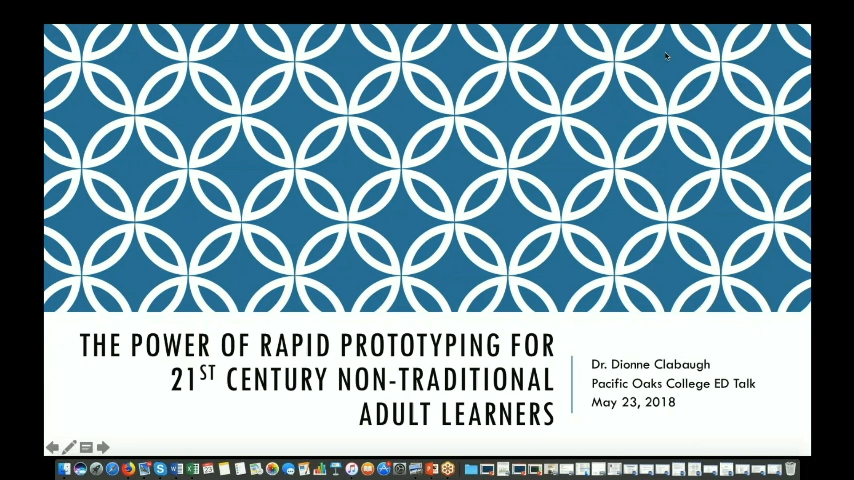 THE POWER OF RAPID PROTOTYPING FOR
21ST CENTURY NON-TRADITIONAL
ADULT LEARNERS
Dr. Dionne Clabaugh
Pacific Oaks College ED Talk
May 23, 2018